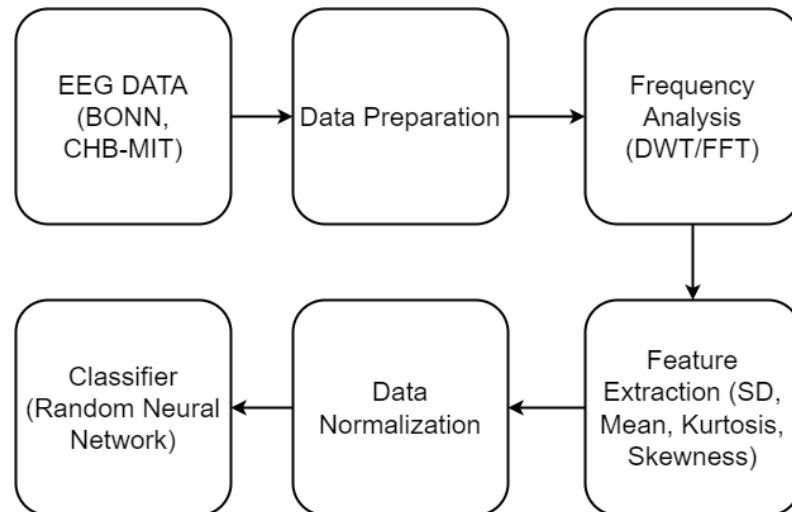 EEG DATA
(BONN,
CHB-MIT)
Data Preparation
Frequency
Analysis
(DWT/FFT)
Feature
Extraction (SD,
Mean, Kurtosis,
Skewness)
Data
Normalization
Classifier
(Random Neural
Network)